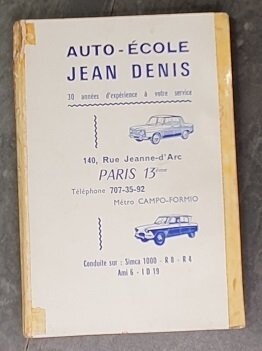 AUTO-ÉCOLE
JEAN DENIS
30 années d'expérience à votre service
140, Rue Jeanne-d'Arc
PARIS 13ème
Téléphone 707-35-92
Métro CAMPO-FORMIO
Conduite sur : Simca 1000 - R 8 - R 4
Ami 6 - I D 19